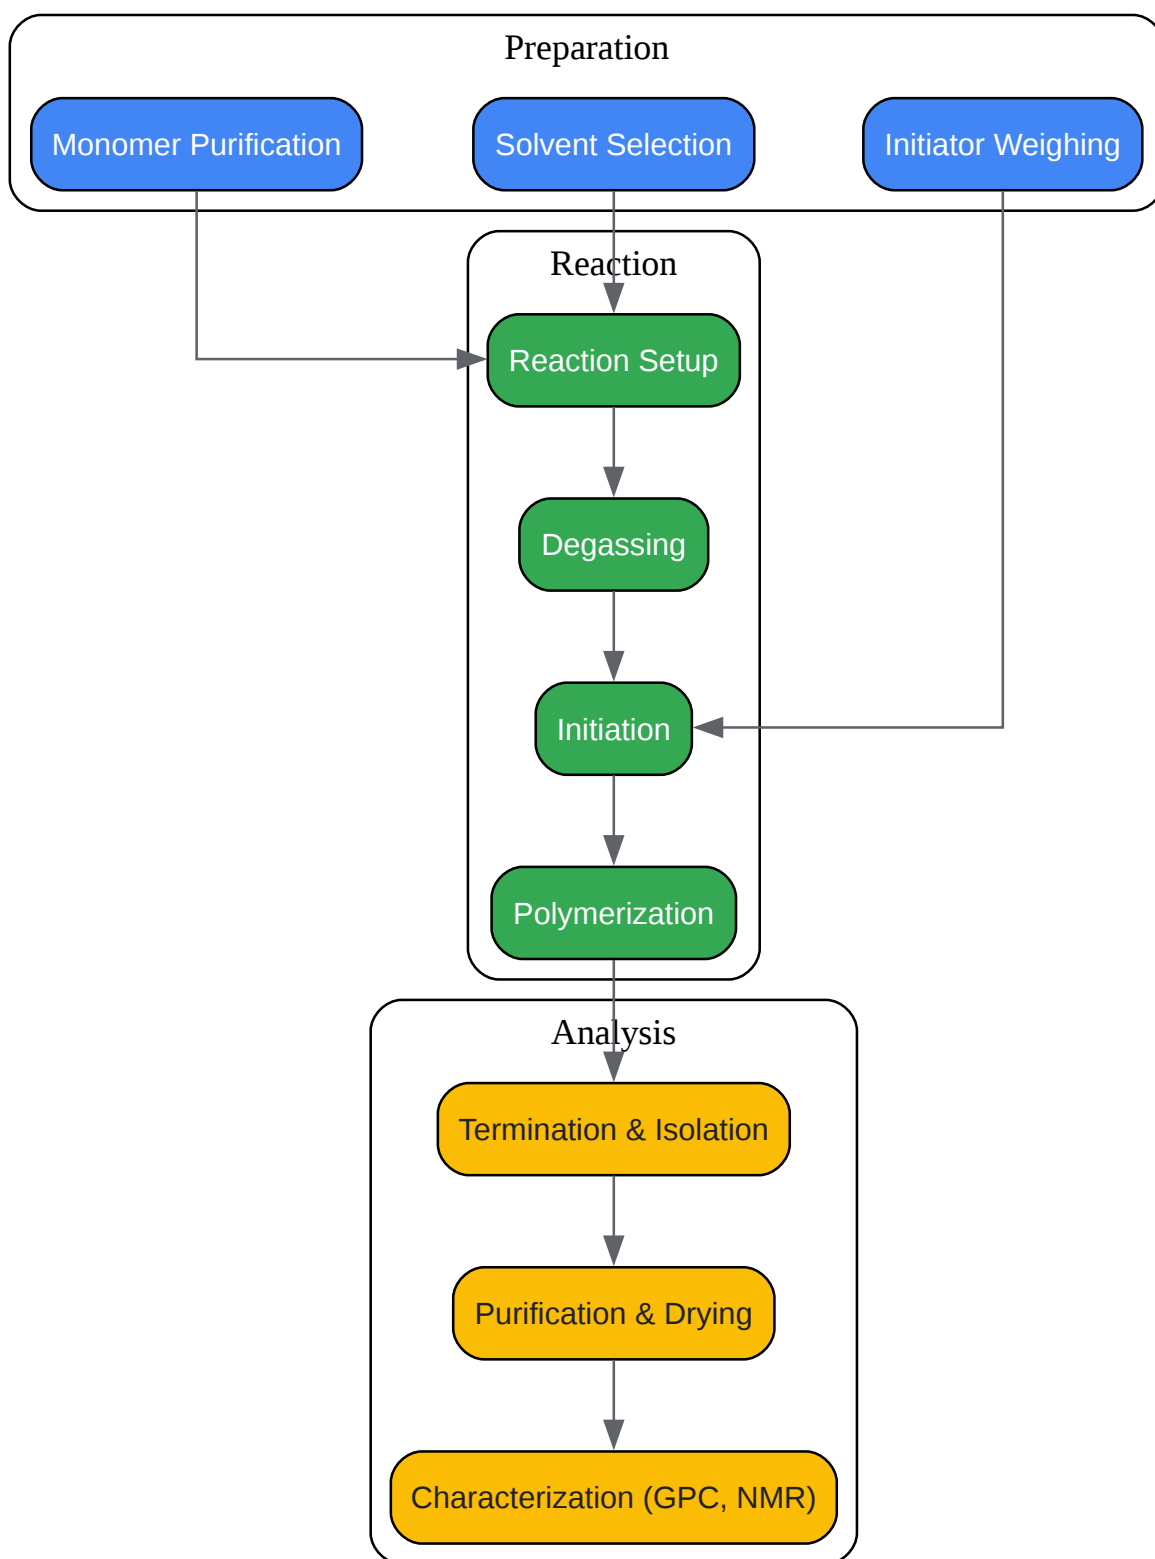 Preparation
Monomer Purification
Solvent Selection
Initiator Weighing
Reaction
Reaction Setup
Degassing
Initiation
Polymerization
Analysis
Termination & Isolation
Purification & Drying
Characterization (GPC, NMR)